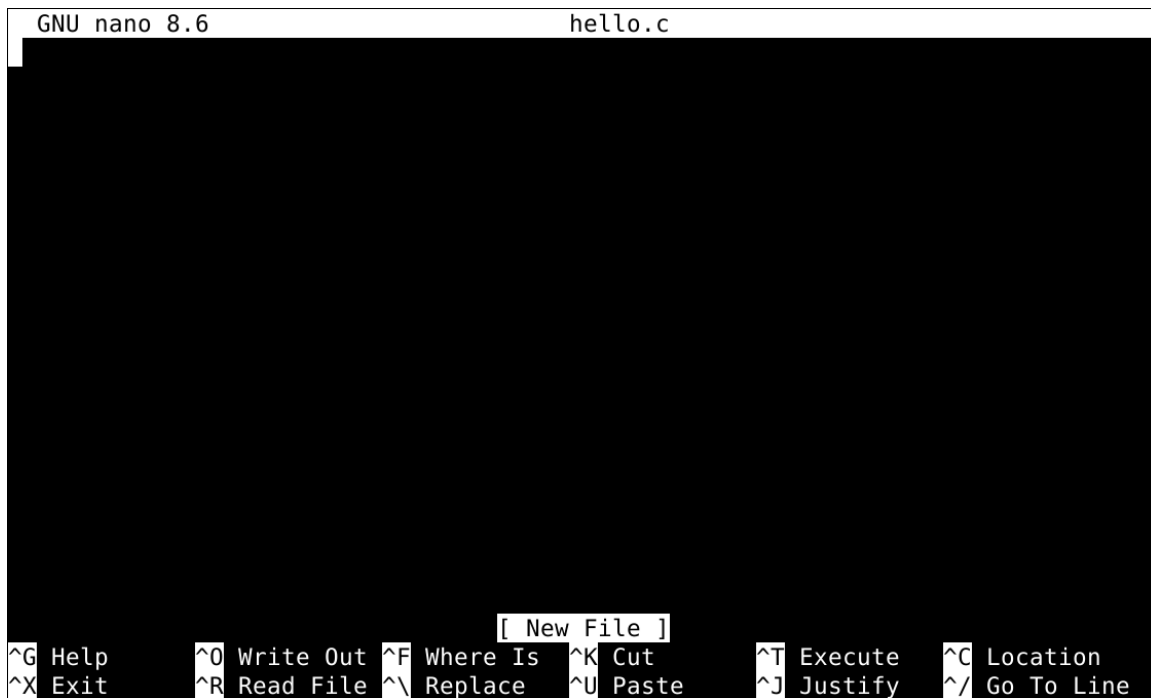 GNU nano 8.6 hello.c
[ New File ]
^G Help ^O Write Out ^F Where Is ^K Cut ^T Execute ^C Location
^X Exit ^R Read File ^\ Replace ^U Paste ^J Justify ^/ Go To Line